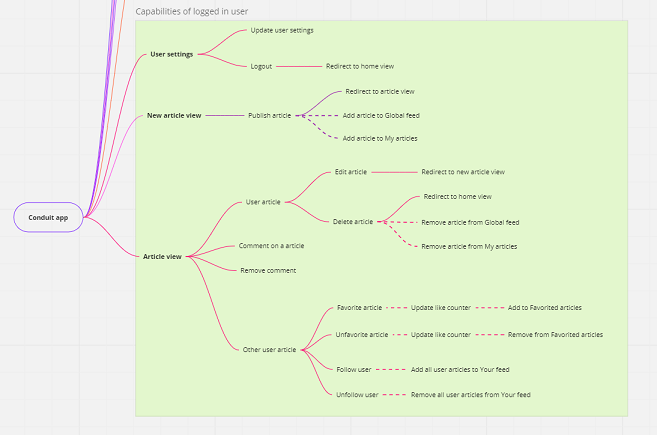 Capabilities of logged in user
Update user settings
User settings
Logout
Redirect to home view
Redirect to article view
New article view
Publish article
Add article to Global feed
Add article to My articles
Edit article
Redirect to new article view
User article
Redirect to home view
Delete article
Remove article from Global feed
Remove article from My articles
Conduit app
Article view
Comment on a article
Remove comment
Favorite article
Update like counter
Add to Favorited articles
Unfavorite article
Update like counter
Remove from Favorited articles
Other user article
Follow user
Add all user articles to Your feed
Unfollow user
Remove all user articles from Your feed